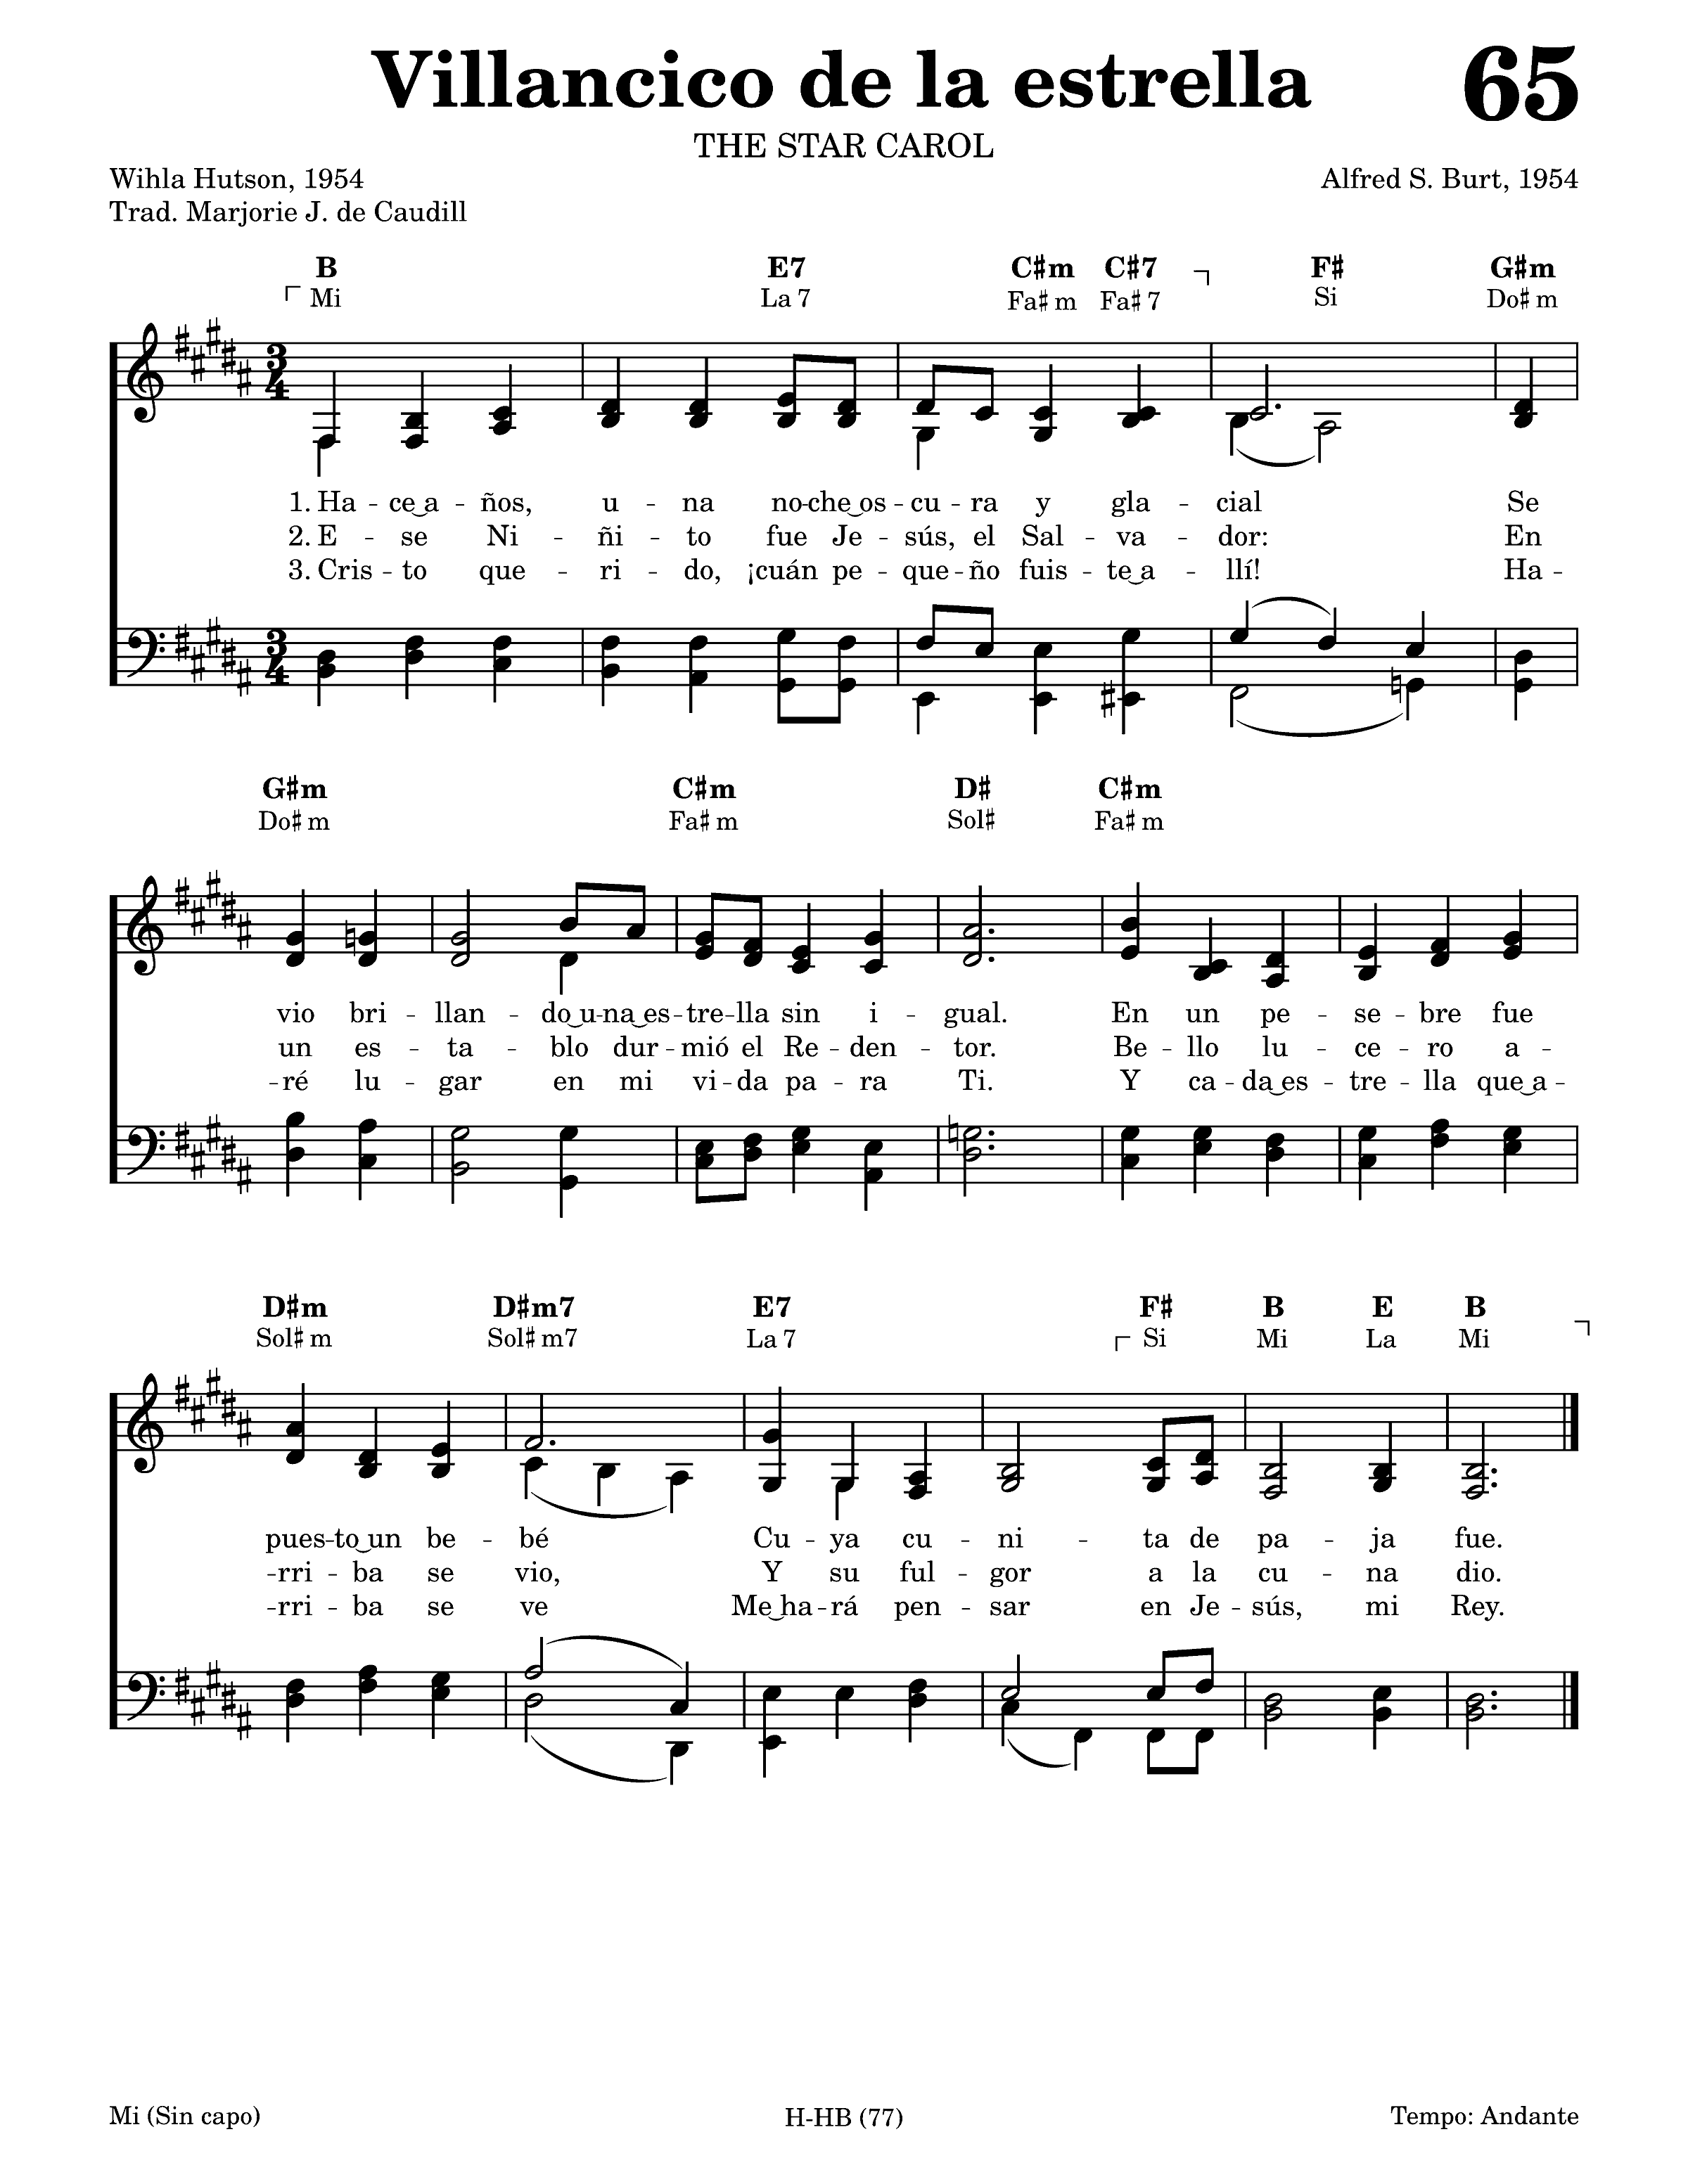 Villancico de la estrella 65
THE STAR CAROL
Wihla Hutson, 1954 Alfred S. Burt, 1954
Trad. Marjorie J. de Caudill
B E7 C♯m C♯7 F♯ G♯m
Mi La 7 Fa♯ m Fa♯ 7 Si Do♯ m
3 4
1. Ha - ce‿a - ños, u - na no - che‿os - cu - ra y gla - cial Se
2. E - se Ni - ñi - to fue Je - sús, el Sal - va - dor: En
3. Cris - to que - ri - do, ¡cuán pe - que - ño fuis - te‿a - llí! Ha -
3 4
G♯m C♯m D♯ C♯m
Do♯ m Fa♯ m Sol♯ Fa♯ m
vio bri - llan - do‿u - na‿es - tre - lla sin i - gual. En un pe - se - bre fue
un es - ta - blo dur - mió el Re - den - tor. Be - llo lu - ce - ro a -
- ré lu - gar en mi vi - da pa - ra Ti. Y ca - da‿es - tre - lla que‿a -
D♯m D♯m7 E7 F♯ B E B
Sol♯ m Sol♯ m7 La 7 Si Mi La Mi
pues - to‿un be - bé Cu - ya cu - ni - ta de pa - ja fue.
- rri - ba se vio, Y su ful - gor a la cu - na dio.
- rri - ba se ve Me‿ha - rá pen - sar en Je - sús, mi Rey.
Mi (Sin capo) H-HB (77) Tempo: Andante